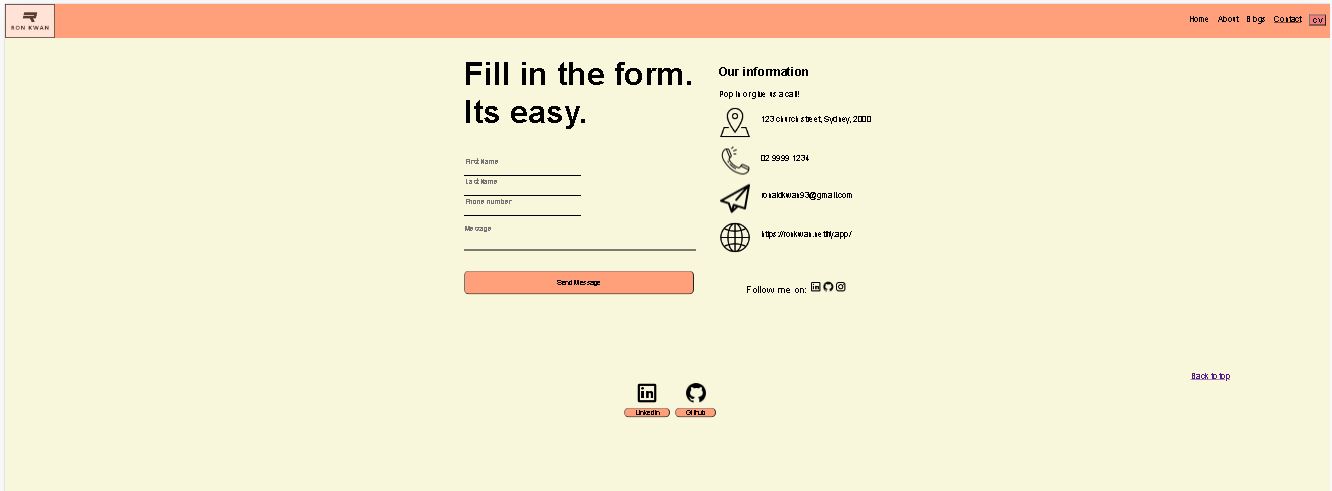 RON KWAN
Home About Blogs Contact CV
Fill in the form.
Its easy.
First Name
Last Name
Phone number
Message
Send Message
Our information
Pop in or give us a call!
123 church street, Sydney, 2000
02 9999 1234
ronaldkwan93@gmail.com
https://ronkwan.netlify.app/
Follow me on:
Back to top
LinkedIn Github